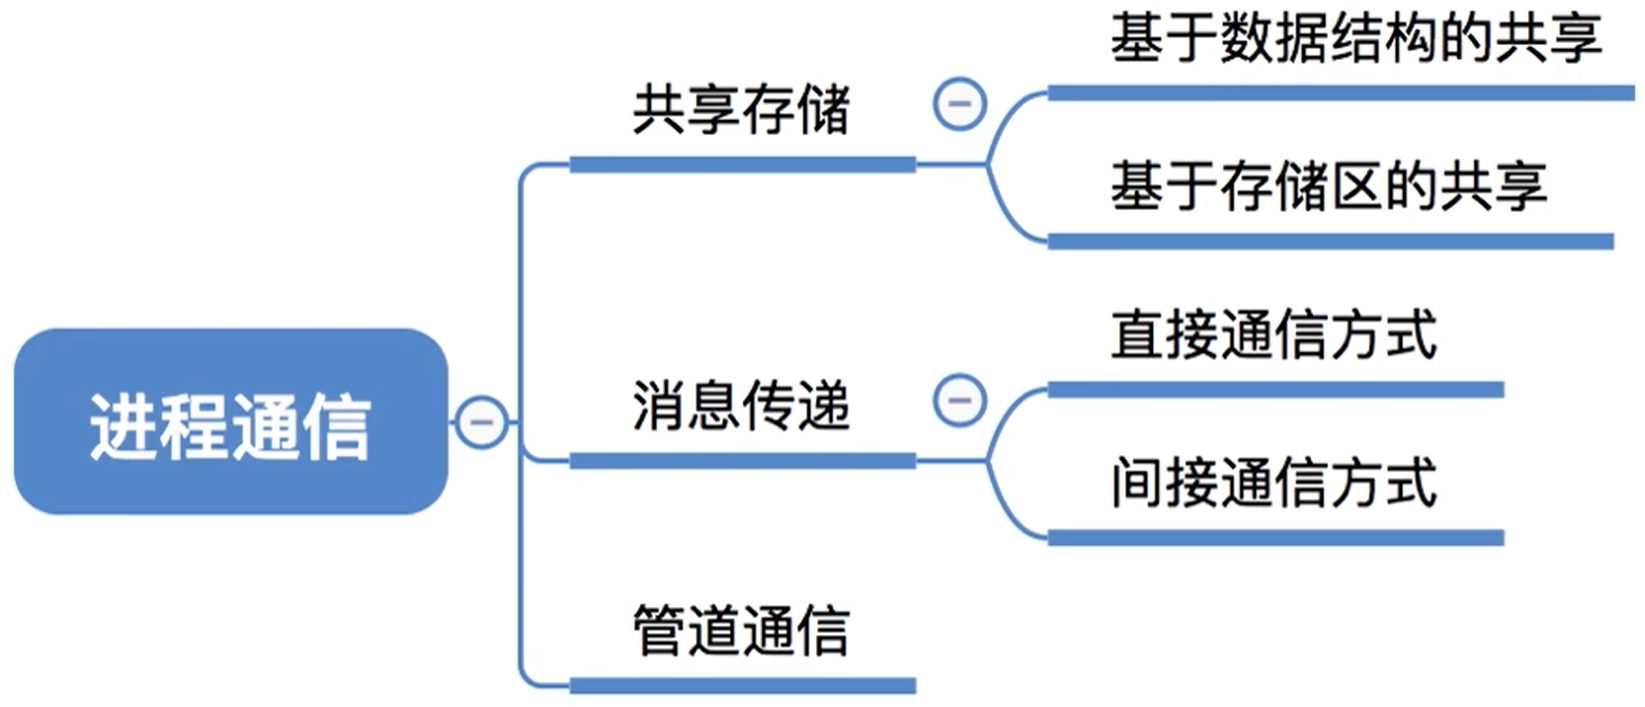 进程通信
共享存储
基于数据结构的共享
基于存储区的共享
消息传递
直接通信方式
间接通信方式
管道通信